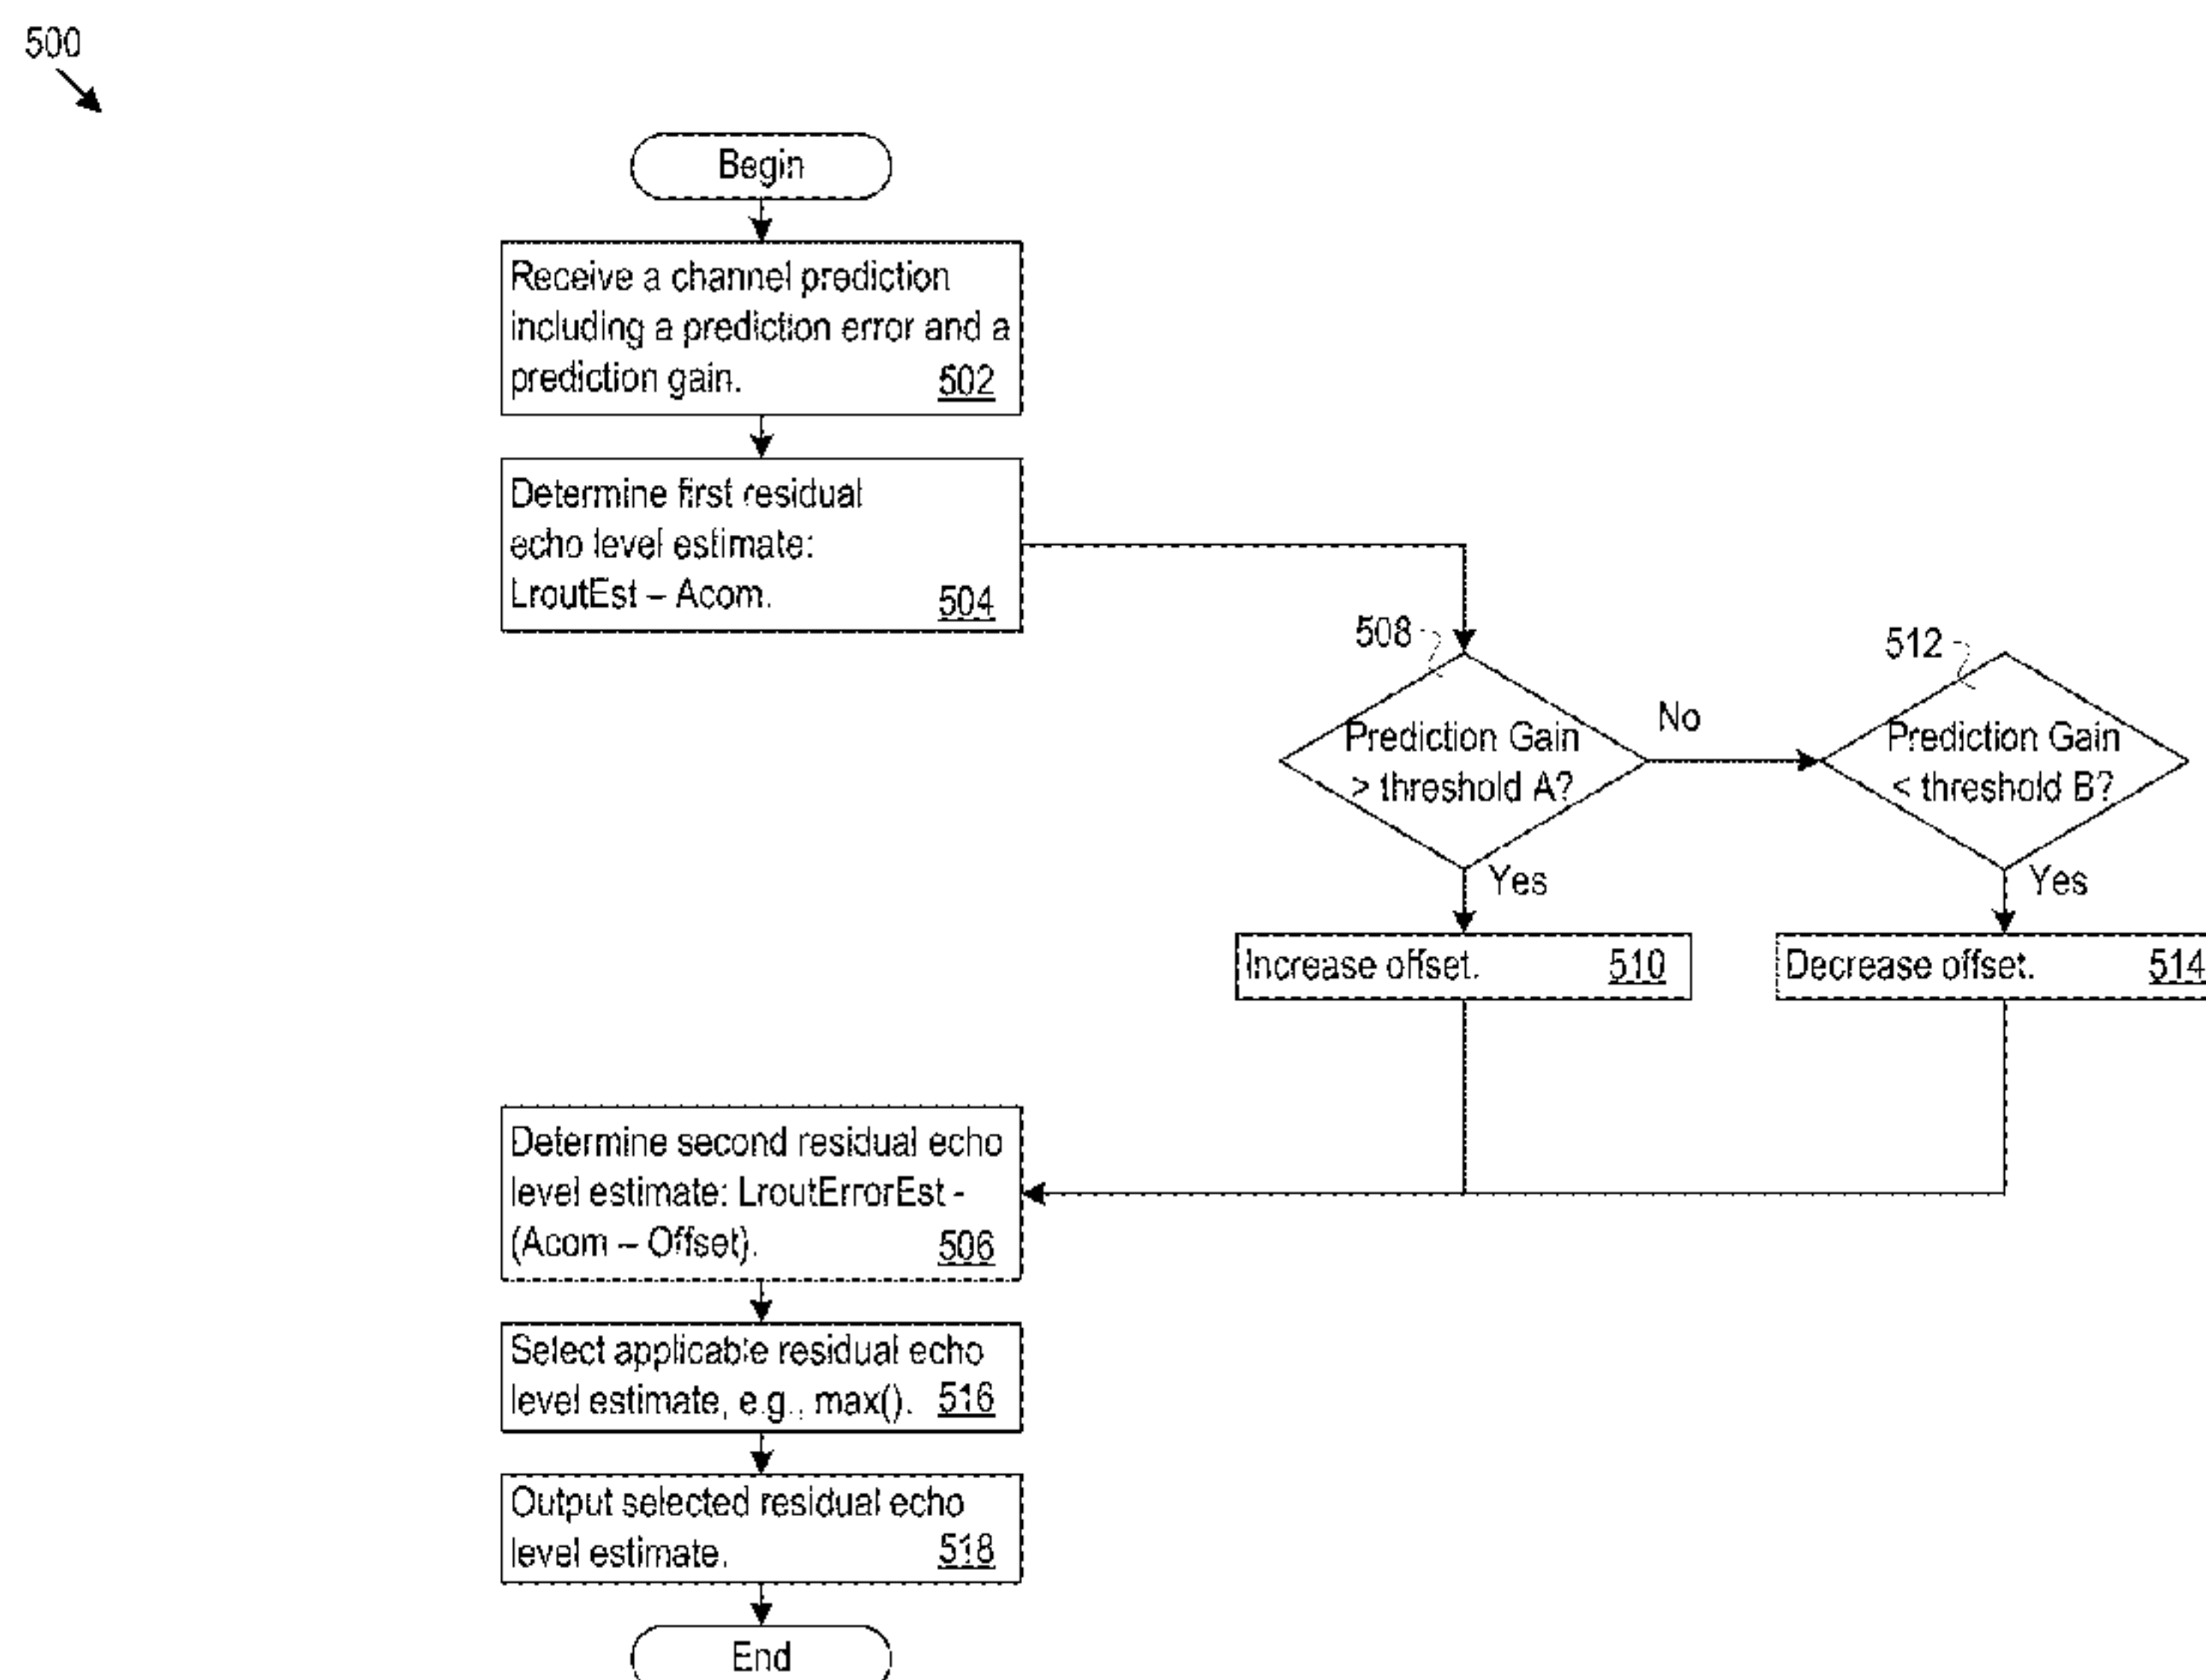 500
Begin
Receive a channel prediction
including a prediction error and a
prediction gain. 502
Determine first residual
echo level estimate:
LroutEst – Acom. 504
508
Prediction Gain
> threshold A?
No
512
Prediction Gain
< threshold B?
Yes
Yes
Increase offset. 510
Decrease offset. 514
Determine second residual echo
level estimate: LroutErrorEst -
(Acom – Offset). 506
Select applicable residual echo
level estimate, e.g., max(). 516
Output selected residual echo
level estimate. 518
End